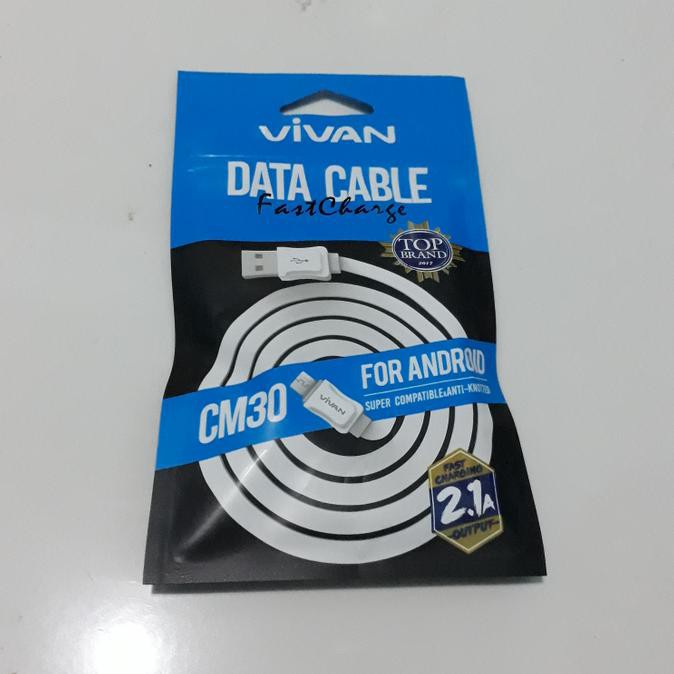 ViVAN
DATA CABLE
FastCharge
TOP
BRAND
2017
FOR ANDROID
SUPER COMPATIBLE&ANTI-KNOTTED
CM30
ViVAN
FAST
CHARGING
2.1A
OUTPUT